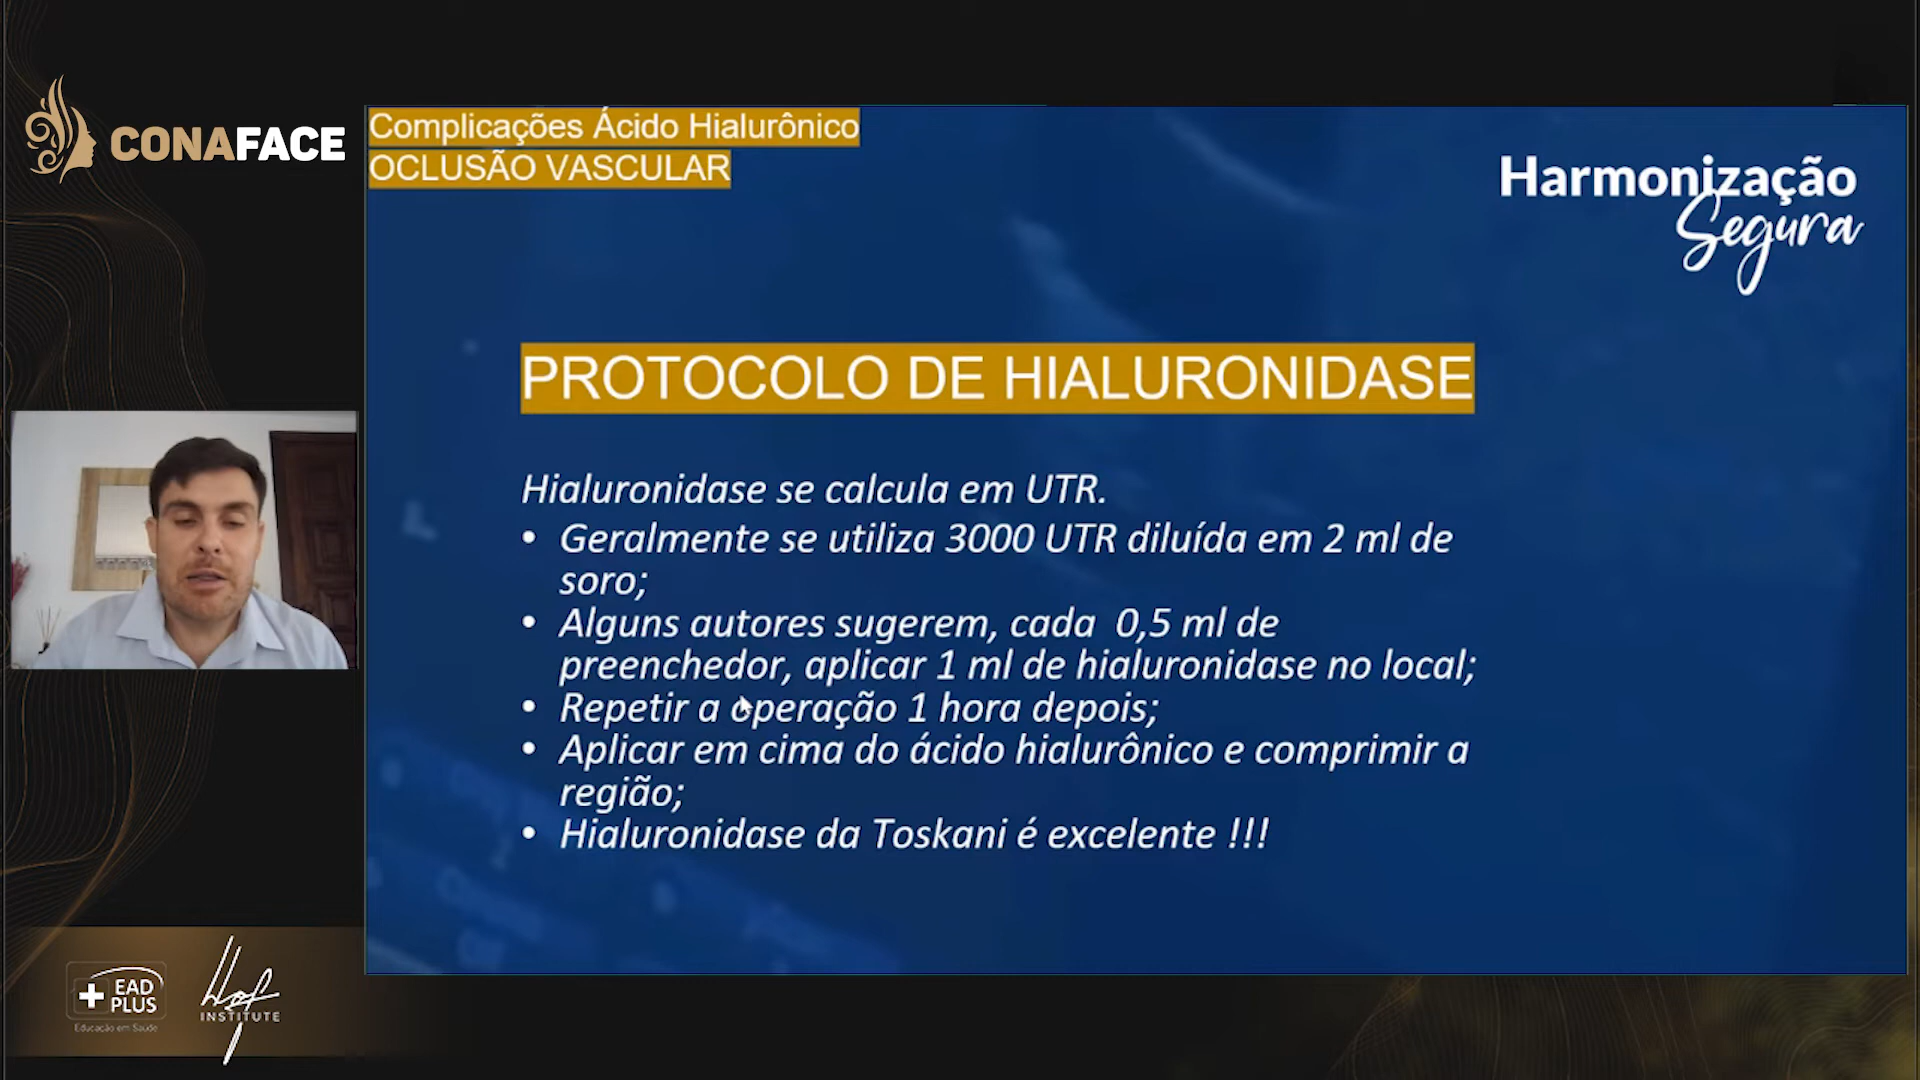 CONAFACE
Complicações Ácido Hialurônico
OCLUSÃO VASCULAR
Harmonização
Segura
PROTOCOLO DE HIALURONIDASE
Hialuronidase se calcula em UTR.
• Geralmente se utiliza 3000 UTR diluída em 2 ml de
soro;
• Alguns autores sugerem, cada 0,5 ml de
preenchedor, aplicar 1 ml de hialuronidase no local;
• Repetir a operação 1 hora depois;
• Aplicar em cima do ácido hialurônico e comprimir a
região;
• Hialuronidase da Toskani é excelente !!!
EAD
PLUS
Educação em Saúde
Hof
INSTITUTE